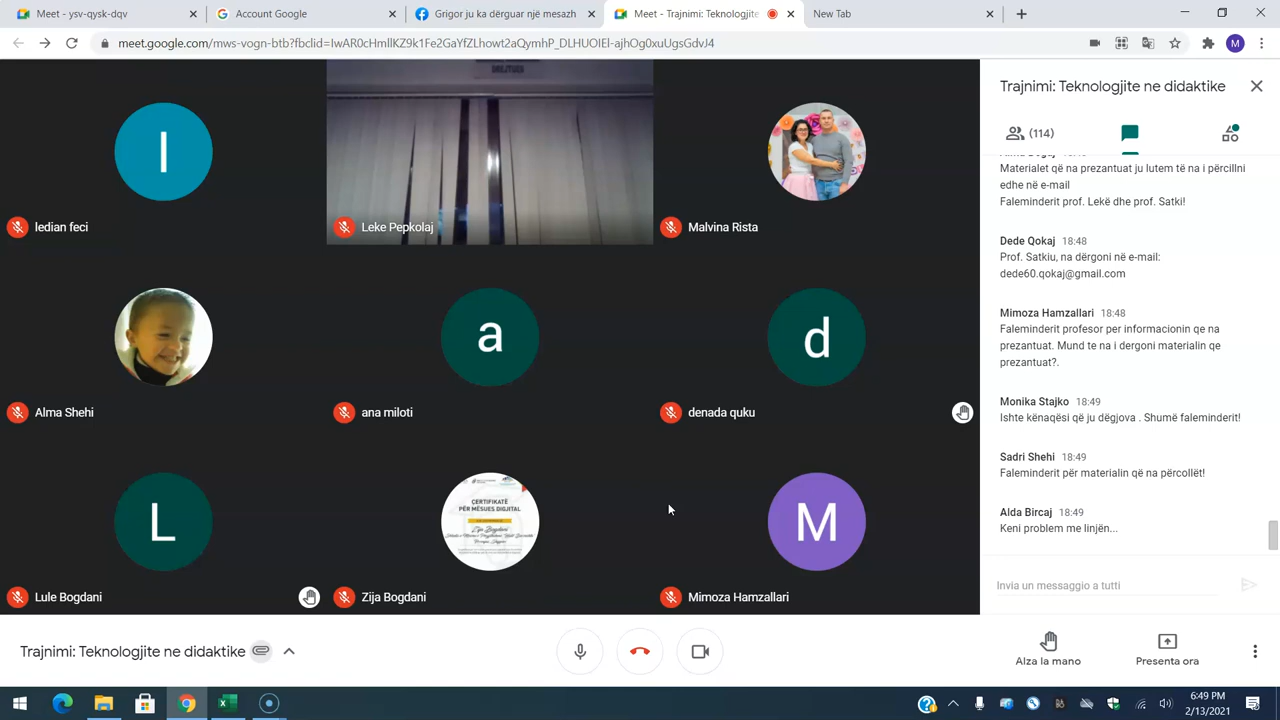 Meet - ysv-qysk-dqv
Account Google
Grigor ju ka dërguar një mesazh
Meet - Trajnimi: Teknologjite
New Tab
meet.google.com/mws-vogn-btb?fbclid=IwAR0cHmllKZ9k1Fe2GaYfZLhowt2aQymhP_DLHUOIEl-ajhOg0xuUgsGdvJ4
M
Trajnimi: Teknologjite ne didaktike
(114)
Materialet që na prezantuat ju lutem të na i përcillni
edhe në e-mail
Faleminderit prof. Lekë dhe prof. Satki!
Dede Qokaj 18:48
Prof. Satkiu, na dërgoni në e-mail:
dede60.qokaj@gmail.com
Mimoza Hamzallari 18:48
Faleminderit profesor per informacionin qe na
prezantuat. Mund te na i dergoni materialin qe
prezantuat?.
Monika Stajko 18:49
Ishte kënaqësi që ju dëgjova . Shumë faleminderit!
Sadri Shehi 18:49
Faleminderit për materialin që na përcollët!
Alda Bircaj 18:49
Keni problem me linjën...
Invia un messaggio a tutti
l
ledian feci
Leke Pepkolaj
Malvina Rista
Alma Shehi
a
ana miloti
d
denada quku
L
Lule Bogdani
ÇERTIFIKATË
PËR MËSUES DIGJITAL
Zija Bogdani
Zija Bogdani
M
Mimoza Hamzallari
Trajnimi: Teknologjite ne didaktike
Alza la mano
Presenta ora
6:49 PM
2/13/2021